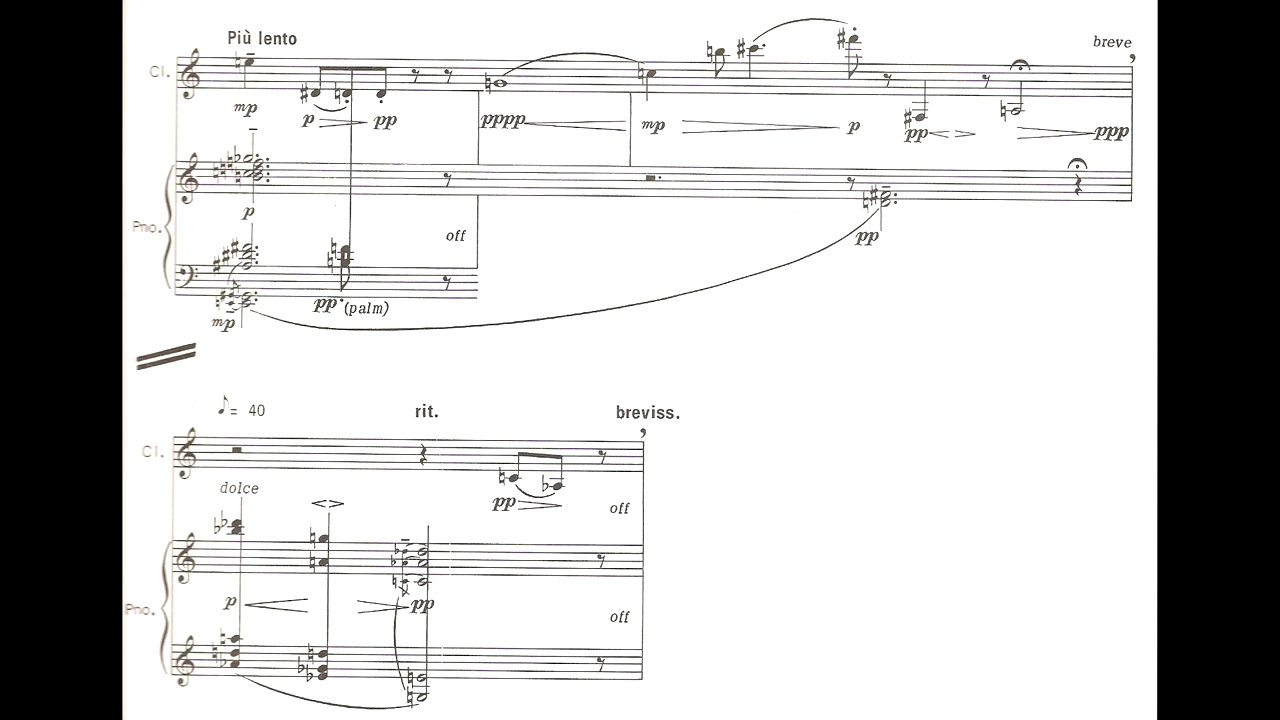 Più lento
breve
Cl.
mp
p
pp
pppp
mp
p
pp
ppp
p
Pno.
off
pp
pp (palm)
mp
♪= 40
rit.
breviss.
Cl.
dolce
pp
off
p
pp
Pno.
off